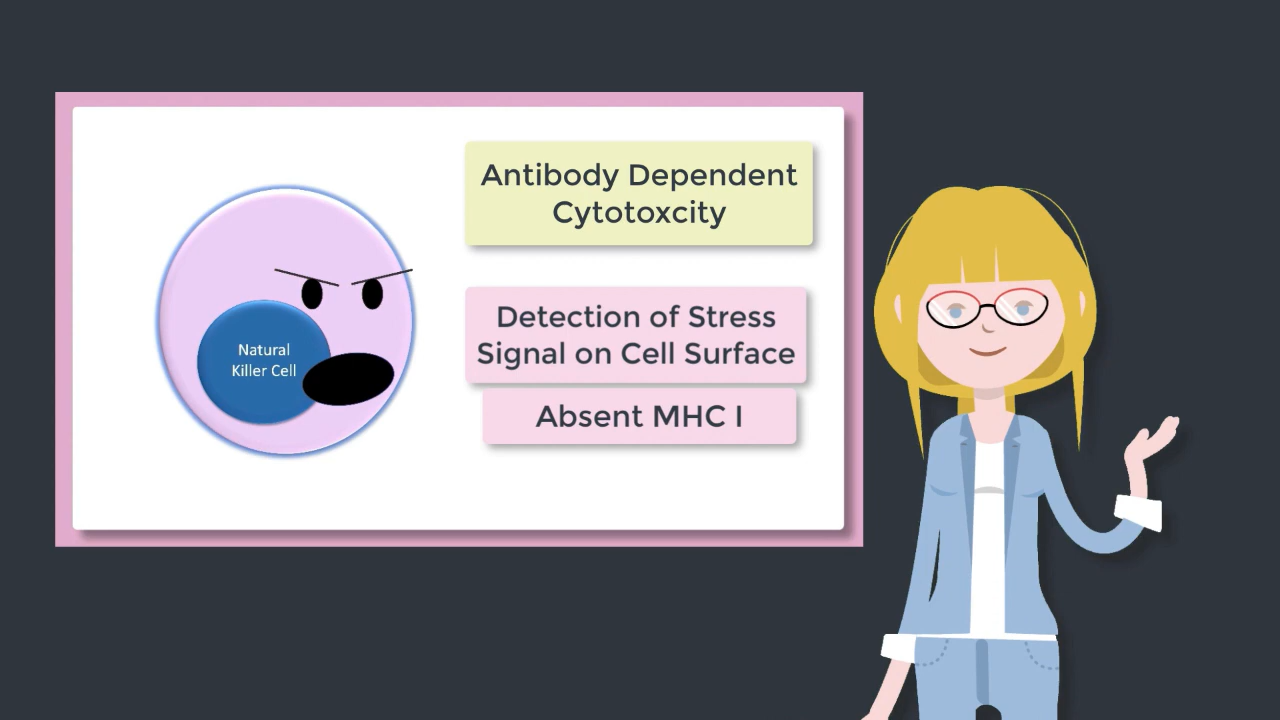 Antibody Dependent
Cytotoxcity
Detection of Stress
Signal on Cell Surface
Absent MHC I
Natural
Killer Cell